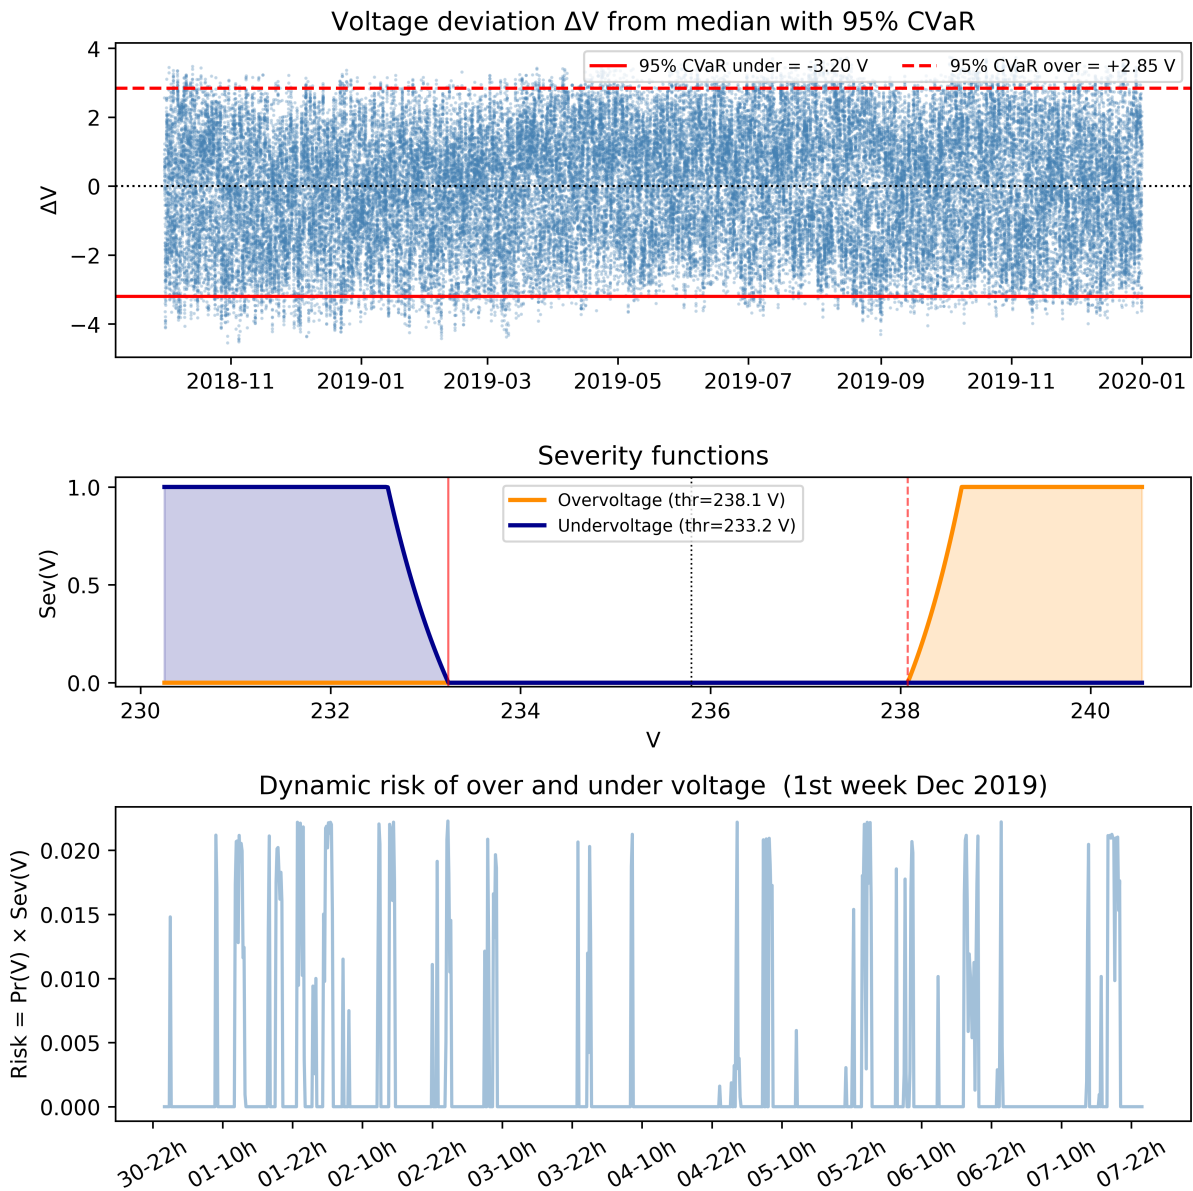 Voltage deviation ΔV from median with 95% CVaR
95% CVaR under = -3.20 V
95% CVaR over = +2.85 V
4
2
0
−2
−4
ΔV
2018-11
2019-01
2019-03
2019-05
2019-07
2019-09
2019-11
2020-01
Severity functions
Overvoltage (thr=238.1 V)
Undervoltage (thr=233.2 V)
1.0
0.5
0.0
Sev(V)
230
232
234
236
238
240
V
Dynamic risk of over and under voltage  (1st week Dec 2019)
0.020
0.015
0.010
0.005
0.000
Risk = Pr(V) × Sev(V)
30-22h
01-10h
01-22h
02-10h
02-22h
03-10h
03-22h
04-10h
04-22h
05-10h
05-22h
06-10h
06-22h
07-10h
07-22h